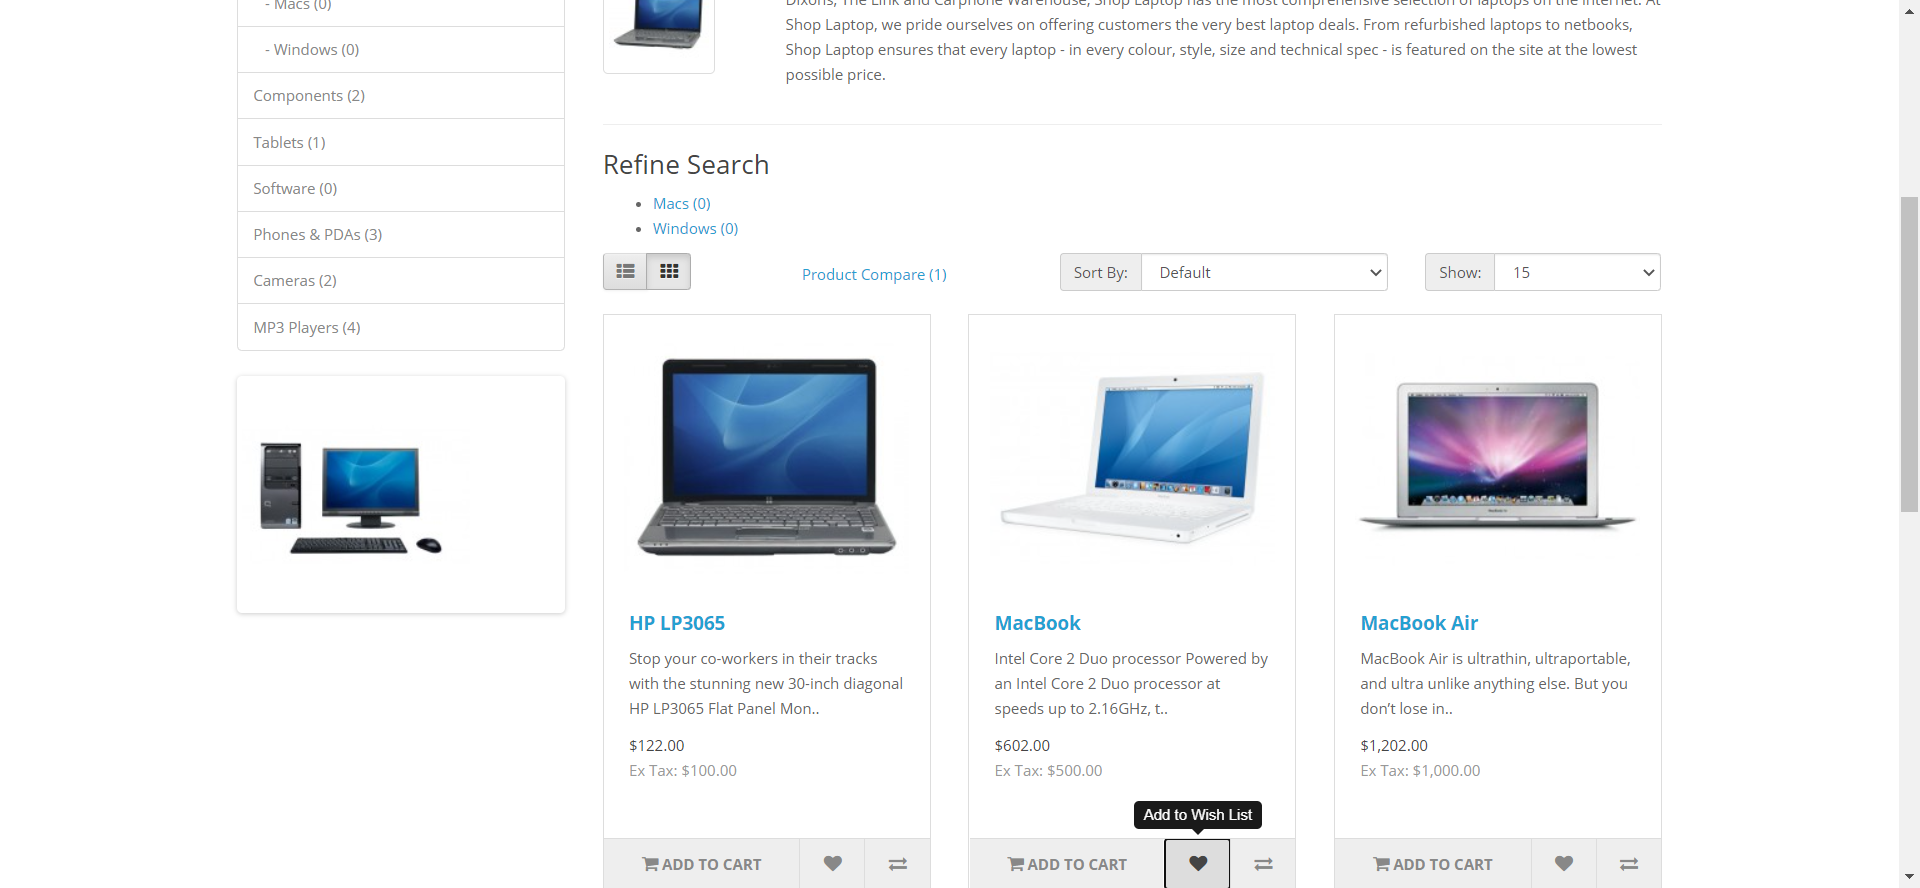 - Macs (0)
- Windows (0)
Components (2)
Tablets (1)
Software (0)
Phones & PDAs (3)
Cameras (2)
MP3 Players (4)
Dixons, The Link and Carphone Warehouse, Shop Laptop has the most comprehensive selection of laptops on the internet. At
Shop Laptop, we pride ourselves on offering customers the very best laptop deals. From refurbished laptops to netbooks,
Shop Laptop ensures that every laptop - in every colour, style, size and technical spec - is featured on the site at the lowest
possible price.
Refine Search
Macs (0)
Windows (0)
Product Compare (1)
Sort By: Default
Show: 15
HP LP3065
Stop your co-workers in their tracks
with the stunning new 30-inch diagonal
HP LP3065 Flat Panel Mon..
$122.00
Ex Tax: $100.00
ADD TO CART
MacBook
Intel Core 2 Duo processor Powered by
an Intel Core 2 Duo processor at
speeds up to 2.16GHz, t..
$602.00
Ex Tax: $500.00
Add to Wish List
ADD TO CART
MacBook Air
MacBook Air is ultrathin, ultraportable,
and ultra unlike anything else. But you
don’t lose in..
$1,202.00
Ex Tax: $1,000.00
ADD TO CART